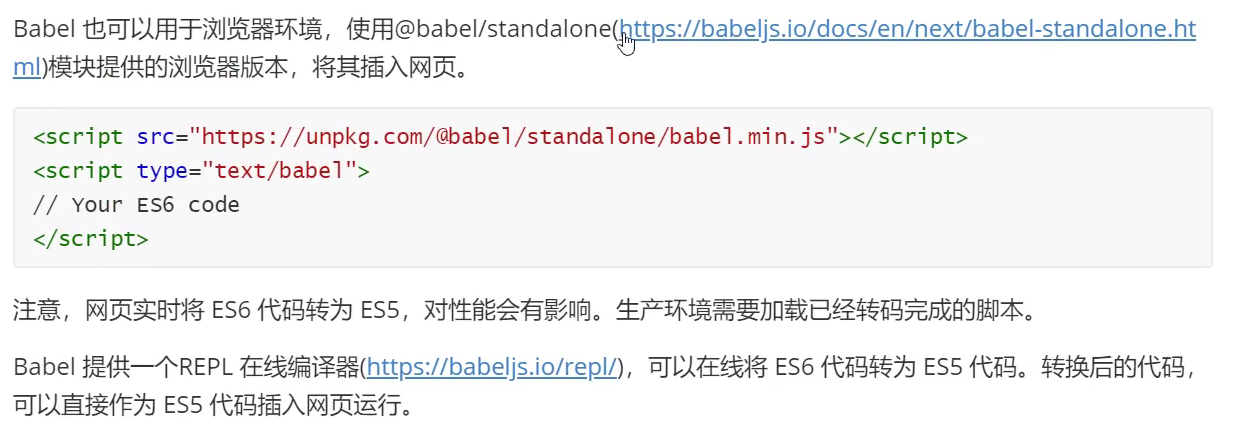 Babel 也可以用于浏览器环境，使用@babel/standalone(https://babeljs.io/docs/en/next/babel-standalone.ht
ml)模块提供的浏览器版本，将其插入网页。
<script src="https://unpkg.com/@babel/standalone/babel.min.js"></script>
<script type="text/babel">
// Your ES6 code
</script>
注意，网页实时将 ES6 代码转为 ES5，对性能会有影响。生产环境需要加载已经转码完成的脚本。
Babel 提供一个REPL 在线编译器(https://babeljs.io/repl/)，可以在线将 ES6 代码转为 ES5 代码。转换后的代码，
可以直接作为 ES5 代码插入网页运行。